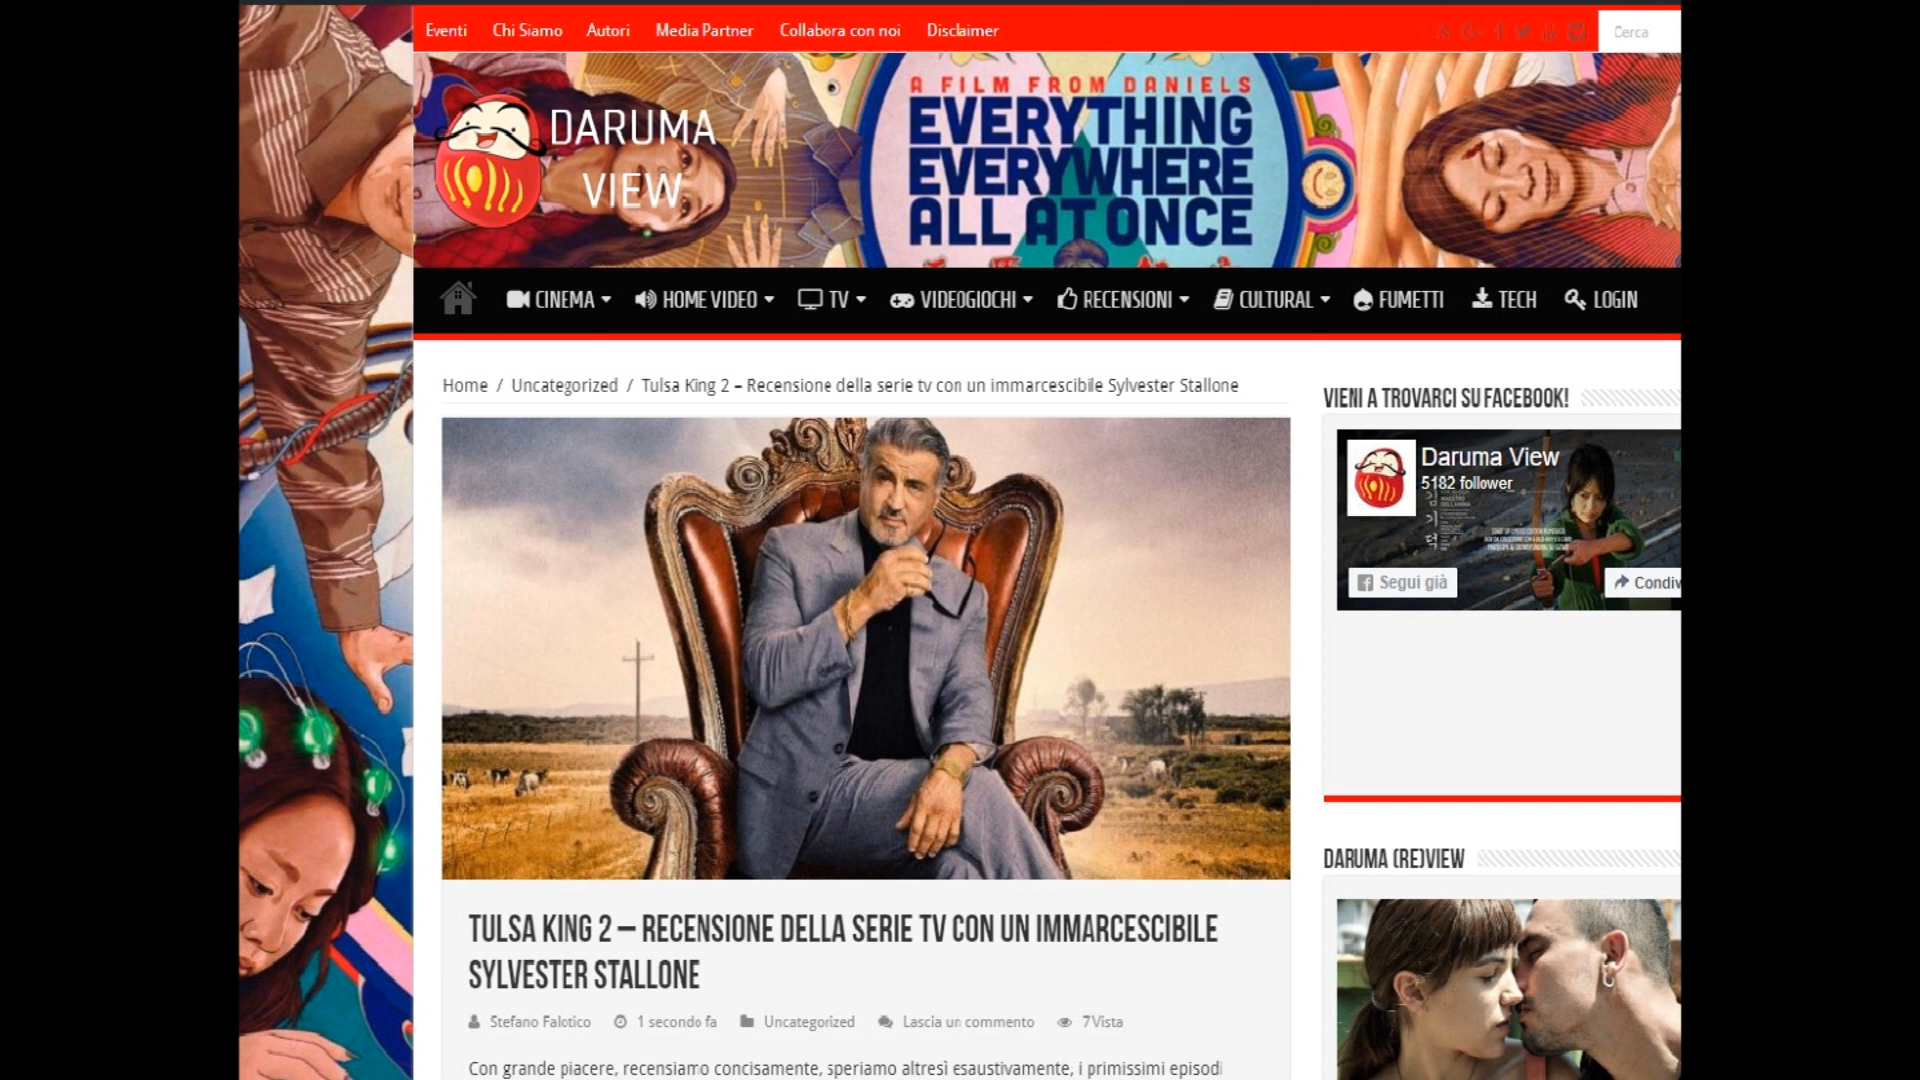 Eventi Chi Siamo Autori Media Partner Collabora con noi Disclaimer Cerca
DARUMA
VIEW
A FILM FROM DANIELS
EVERYTHING
EVERYWHERE
ALL AT ONCE
CINEMA HOME VIDEO TV VIDEOGIOCHI RECENSIONI CULTURAL FUMETTI TECH LOGIN
Home / Uncategorized / Tulsa King 2 – Recensione della serie tv con un immarcescibile Sylvester Stallone
VIENI A TROVARCI SU FACEBOOK!
Daruma View
5182 follower
Segui già
Condiv
DARUMA (RE)VIEW
TULSA KING 2 – RECENSIONE DELLA SERIE TV CON UN IMMARCESCIBILE
SYLVESTER STALLONE
Stefano Falotico 1 secondo fa Uncategorized Lascia un commento 7 Vista
Con grande piacere, recensiamo concisamente, speriamo altresì esaustivamente, i primissimi episodi